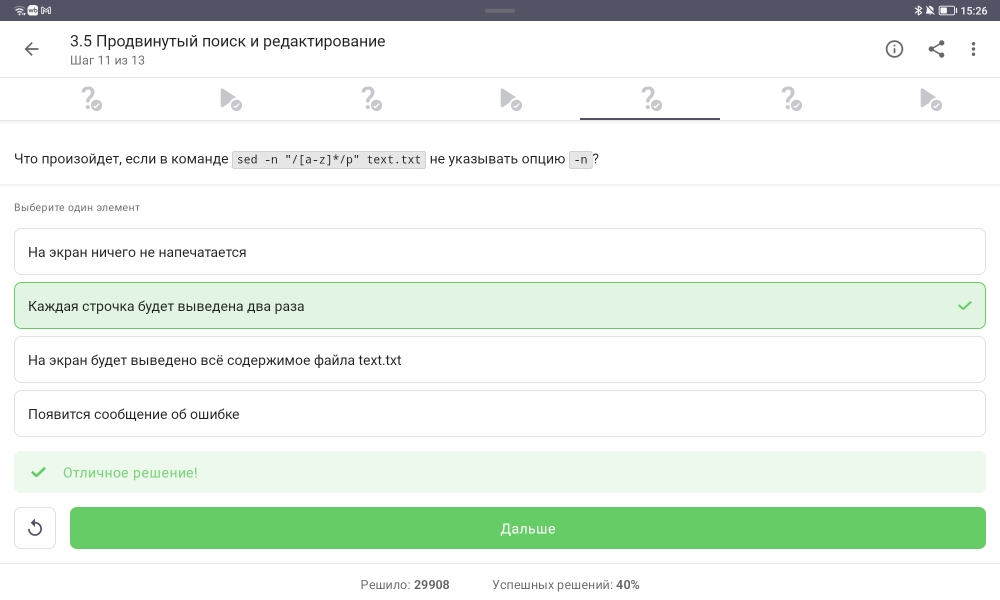 15:26
3.5 Продвинутый поиск и редактирование
Шаг 11 из 13
Что произойдет, если в команде sed -n "/[a-z]*/p" text.txt не указывать опцию -n?
Выберите один элемент
На экран ничего не напечатается
Каждая строчка будет выведена два раза
На экран будет выведено всё содержимое файла text.txt
Появится сообщение об ошибке
Отличное решение!
Дальше
Решило: 29908 Успешных решений: 40%